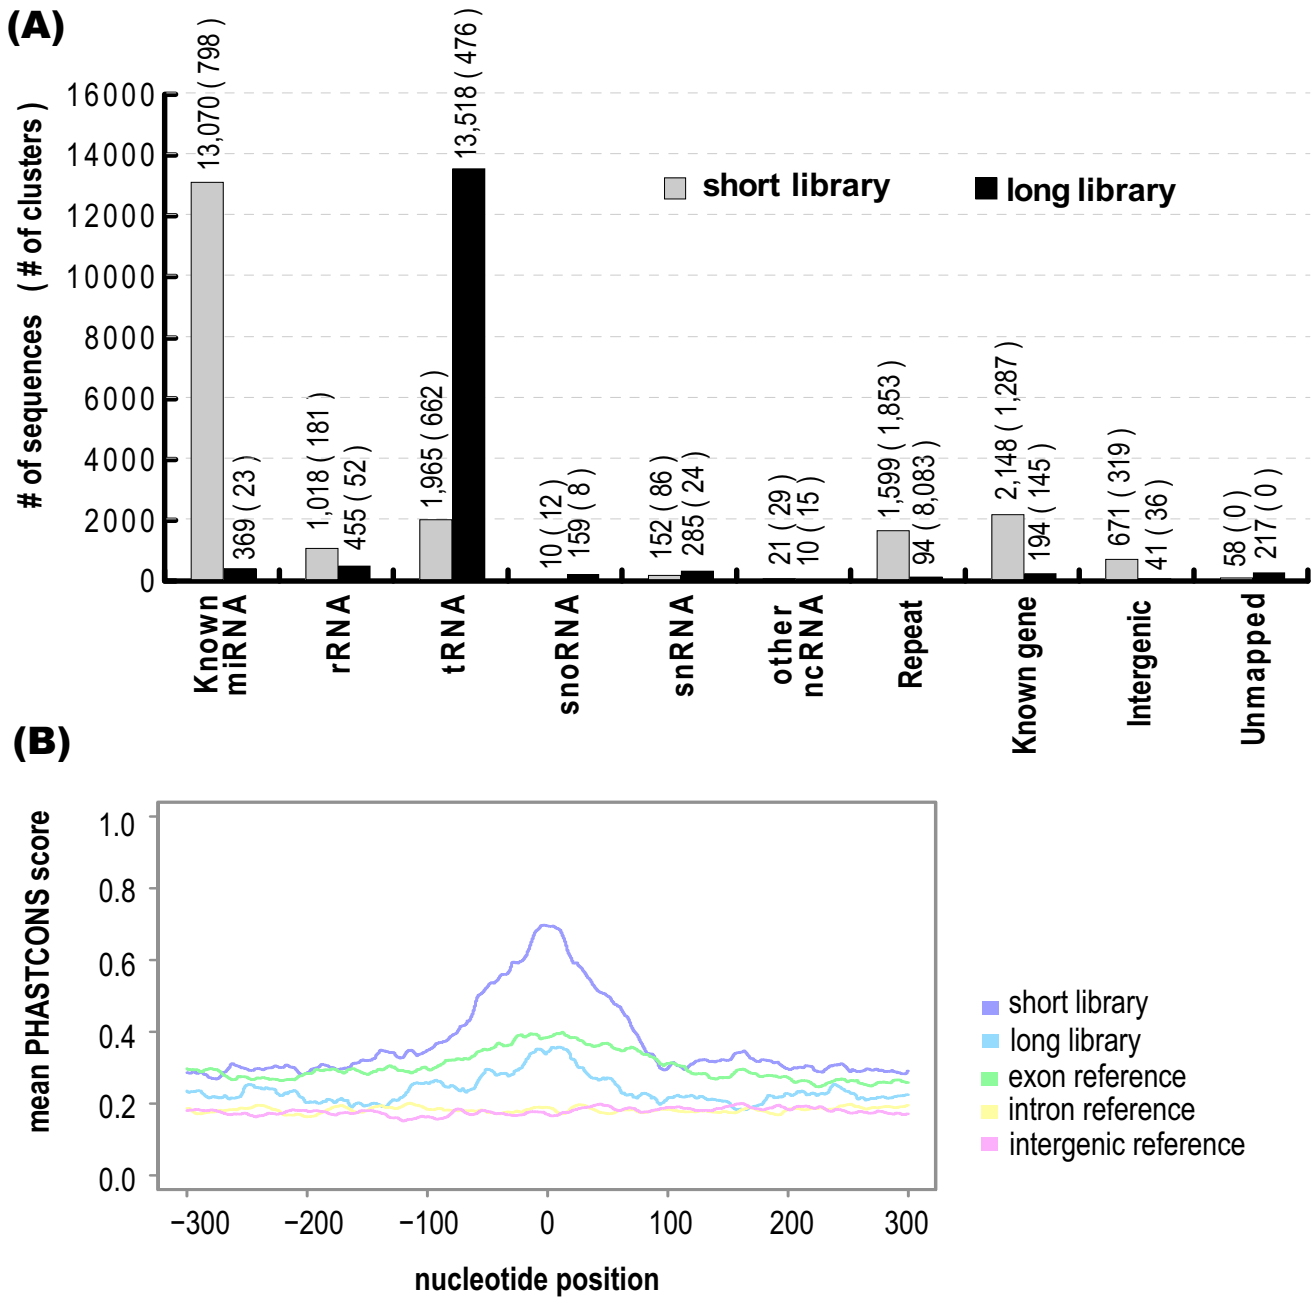 (A)
# of sequences ( # of clusters )
16000
14000
12000
10000
8000
6000
4000
2000
0
13,070 ( 798 )
369 ( 23 )
1,018 ( 181 )
455 ( 52 )
1,965 ( 662 )
13,518 ( 476 )
10 ( 12 )
159 ( 8 )
152 ( 86 )
285 ( 24 )
21 ( 29 )
10 ( 15 )
1,599 ( 1,853 )
94 ( 8,083 )
2,148 ( 1,287 )
194 ( 145 )
671 ( 319 )
41 ( 36 )
58 ( 0 )
217 ( 0 )
short library
long library
Known
miRNA
rRNA
tRNA
snoRNA
snRNA
other
ncRNA
Repeat
Known gene
Intergenic
Unmapped
(B)
mean PHASTCONS score
1.0
0.8
0.6
0.4
0.2
0.0
−300 −200 −100 0 100 200 300
nucleotide position
short library
long library
exon reference
intron reference
intergenic reference